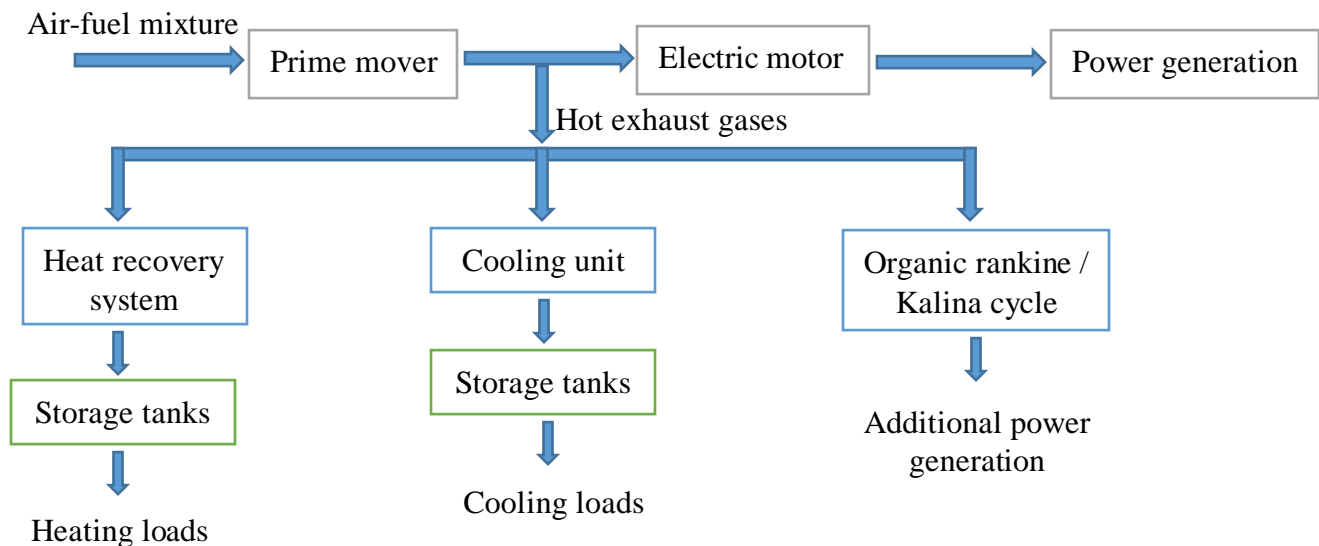 Air-fuel mixture
Prime mover
Electric motor
Power generation
Hot exhaust gases
Heat recovery
system
Cooling unit
Organic rankine /
Kalina cycle
Storage tanks
Storage tanks
Additional power
generation
Heating loads
Cooling loads